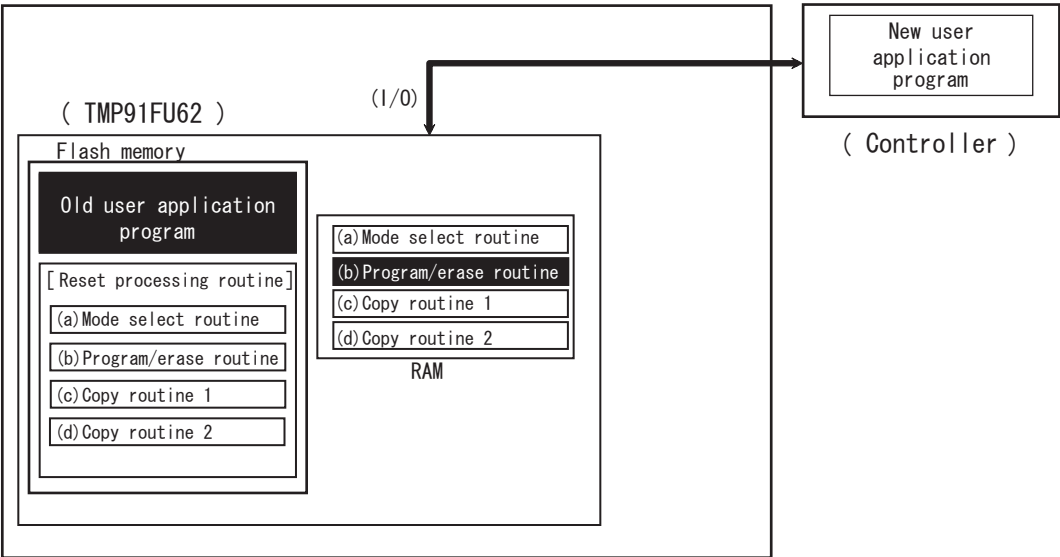 New user
application
program
( Controller )
(I/O)
( TMP91FU62 )
Flash memory
Old user application
program
[Reset processing routine]
(a)Mode select routine
(b)Program/erase routine
(c)Copy routine 1
(d)Copy routine 2
(a)Mode select routine
(b)Program/erase routine
(c)Copy routine 1
(d)Copy routine 2
RAM